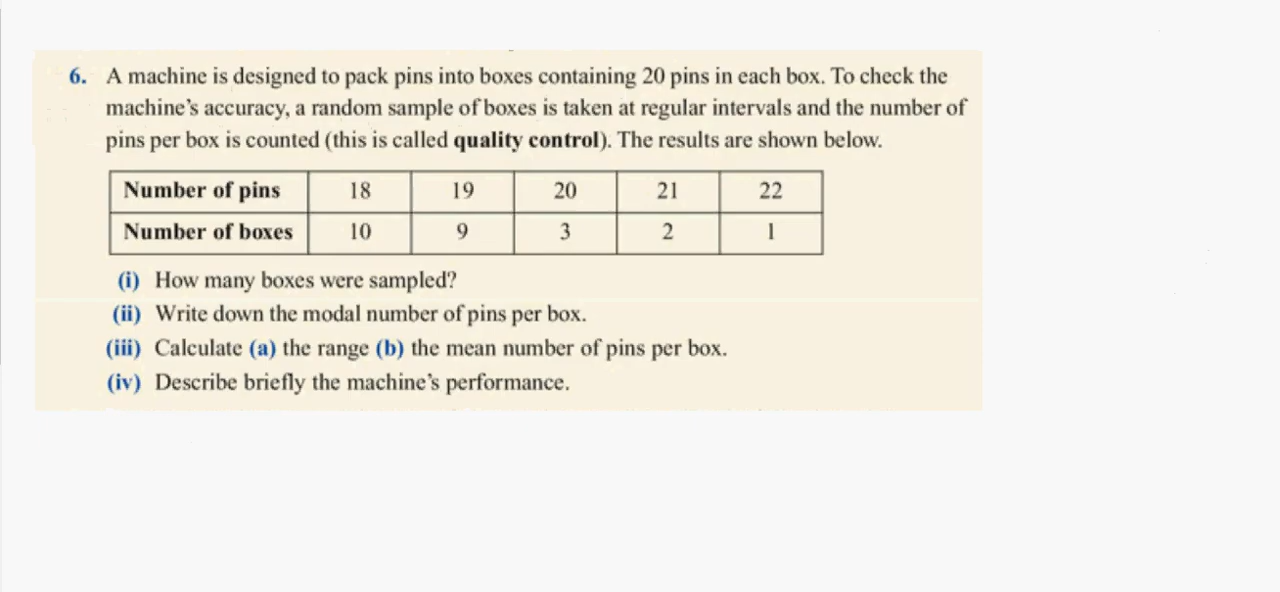 6. A machine is designed to pack pins into boxes containing 20 pins in each box. To check the
machine's accuracy, a random sample of boxes is taken at regular intervals and the number of
pins per box is counted (this is called quality control). The results are shown below.
Number of pins 18 19 20 21 22
Number of boxes 10 9 3 2 1
(i) How many boxes were sampled?
(ii) Write down the modal number of pins per box.
(iii) Calculate (a) the range (b) the mean number of pins per box.
(iv) Describe briefly the machine's performance.